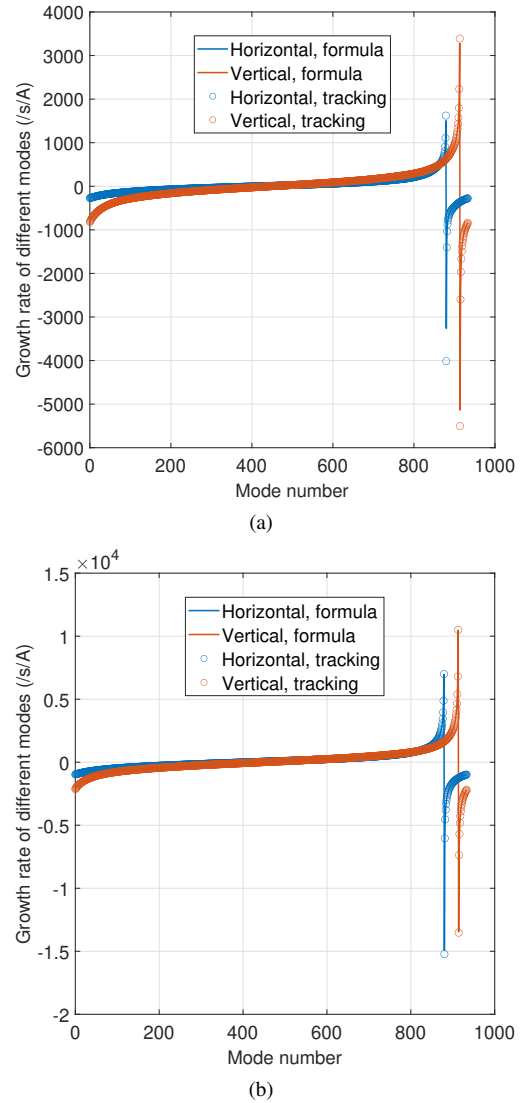 4000
3000
2000
1000
0
-1000
-2000
-3000
-4000
-5000
-6000
Growth rate of different modes (/s/A)
Horizontal, formula
Vertical, formula
Horizontal, tracking
Vertical, tracking
0 200 400 600 800 1000
Mode number
(a)
×10⁴
1.5
1
0.5
0
-0.5
-1
-1.5
-2
Growth rate of different modes (/s/A)
Horizontal, formula
Vertical, formula
Horizontal, tracking
Vertical, tracking
0 200 400 600 800 1000
Mode number
(b)